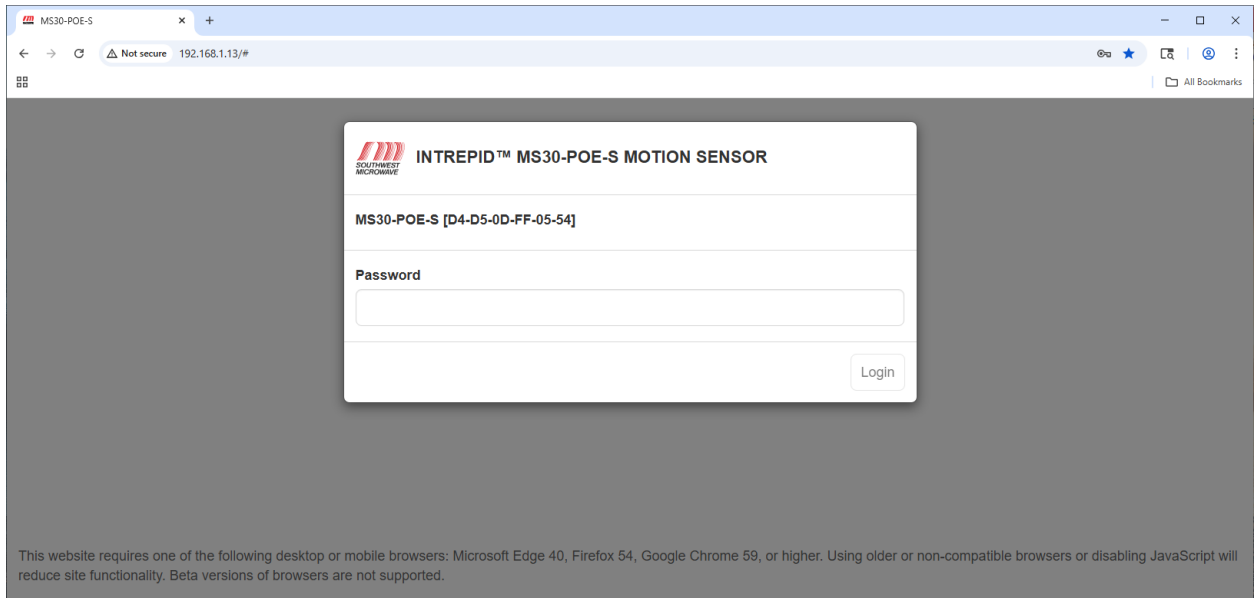 MS30-POE-S
Not secure 192.168.1.13/#
All Bookmarks
SOUTHWEST
MICROWAVE
INTREPID™ MS30-POE-S MOTION SENSOR
MS30-POE-S [D4-D5-0D-FF-05-54]
Password
Login
This website requires one of the following desktop or mobile browsers: Microsoft Edge 40, Firefox 54, Google Chrome 59, or higher. Using older or non-compatible browsers or disabling JavaScript will
reduce site functionality. Beta versions of browsers are not supported.